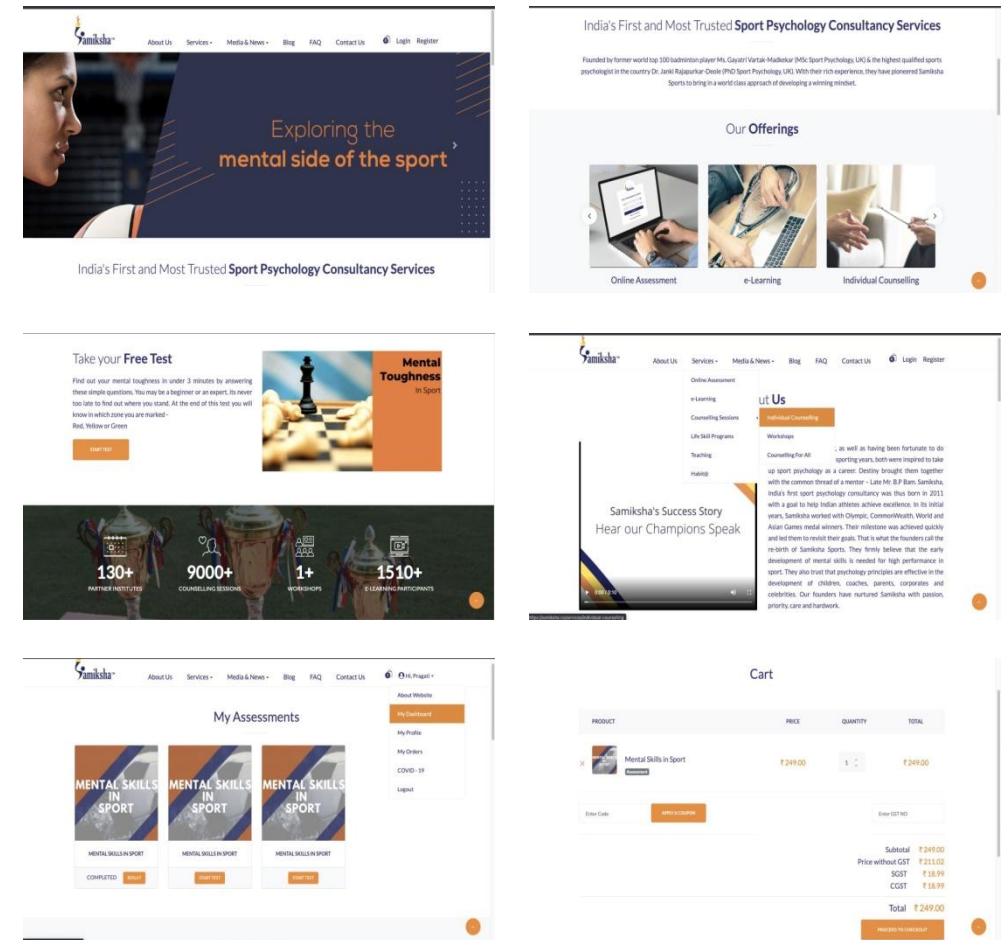 Samiksha
About Us Services Media & News Blog FAQ Contact Us Login Register
Exploring the
mental side of the sport
India's First and Most Trusted Sport Psychology Consultancy Services
India's First and Most Trusted Sport Psychology Consultancy Services
Founded by former world top 100 badminton player Ms. Gayatri Vartak-Madkekar (MSc Sport Psychology, UK) & the highest qualified sports
psychologist in the country Dr. Janki Rajapurkar-Deole (PhD Sport Psychology, UK). With their rich experience, they have pioneered Samiksha
Sports to bring in a world class approach of developing a winning mindset.
Our Offerings
Online Assessment e-Learning Individual Counselling
Take your Free Test
Find out your mental toughness in under 3 minutes by answering
these simple questions. You may be a beginner or an expert, its never
too late to find out where you stand. At the end of this test you will
know in which zone you are marked -
Red, Yellow or Green
START TEST
Mental
Toughness
In Sport
130+ 9000+ 1+ 1510+
PARTNER INSTITUTES COUNSELLING SESSIONS WORKSHOPS E-LEARNING PARTICIPANTS
Samiksha
About Us Services Media & News Blog FAQ Contact Us Login Register
Online Assessment
e-Learning
Counselling Sessions
Life Skill Programs
Teaching
Habit@
Individual Counselling
Workshops
Counselling For All
ut Us
Samiksha's Success Story
Hear our Champions Speak
0:00 / 3:50
, as well as having been fortunate to do
sporting years, both were inspired to take
up sport psychology as a career. Destiny brought them together
with the common thread of a mentor – Late Mr. B.P Bam. Samiksha,
India's first sport psychology consultancy was thus born in 2011
with a goal to help Indian athletes achieve excellence. In its initial
years, Samiksha worked with Olympic, CommonWealth, World and
Asian Games medal winners. Their milestone was achieved quickly
and led them to revisit their goals. That is what the founders call the
re-birth of Samiksha Sports. They firmly believe that the early
development of mental skills is needed for high performance in
sport. They also trust that psychology principles are effective in the
development of children, coaches, parents, corporates and
celebrities. Our founders have nurtured Samiksha with passion,
priority, care and hardwork.
Samiksha
About Us Services Media & News Blog FAQ Contact Us Hi, Pragati
About Website
My Dashboard
My Profile
My Orders
COVID - 19
Logout
My Assessments
MENTAL SKILLS MENTAL SKILLS MENTAL SKILLS
IN IN IN
SPORT SPORT SPORT
MENTAL SKILLS IN SPORT MENTAL SKILLS IN SPORT MENTAL SKILLS IN SPORT
COMPLETED RESULT START TEST START TEST
Cart
PRODUCT PRICE QUANTITY TOTAL
Mental Skills in Sport ₹ 249.00 1 ₹ 249.00
Assessment
Enter Code APPLY A COUPON Enter GST NO
Subtotal ₹ 249.00
Price without GST ₹ 211.02
SGST ₹ 18.99
CGST ₹ 18.99
Total ₹ 249.00
PROCEED TO CHECKOUT